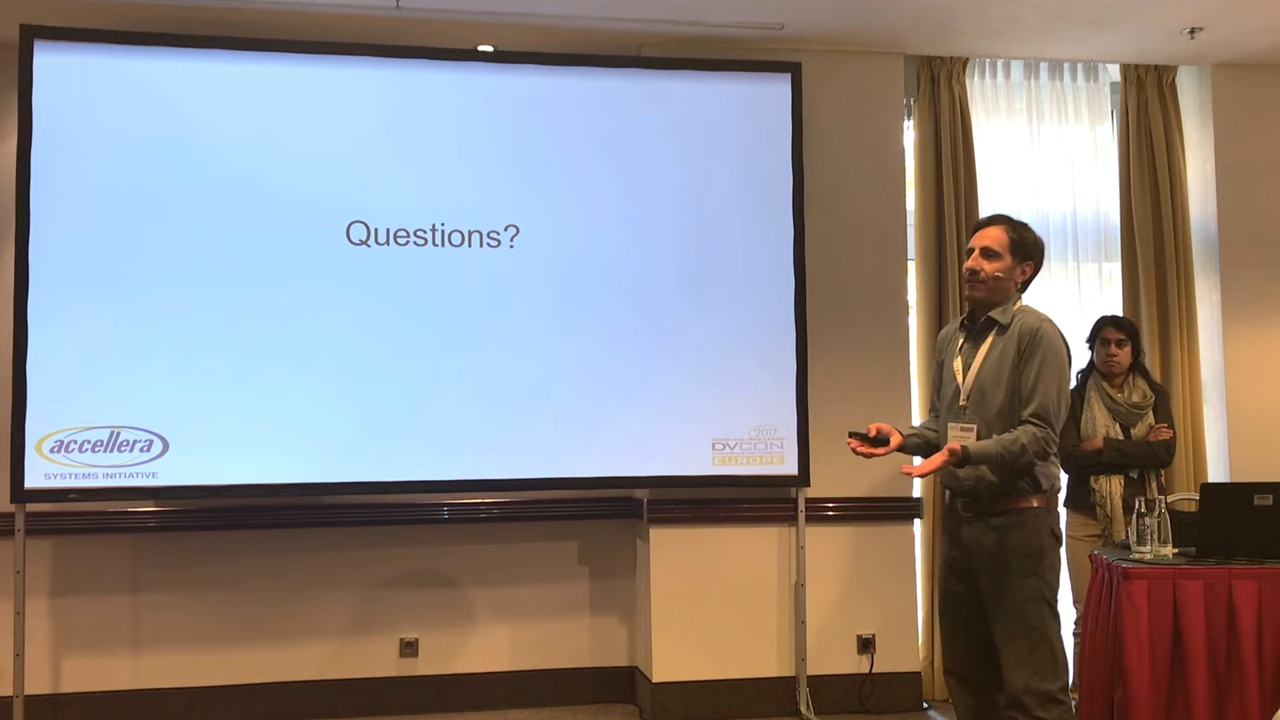 Questions?
accellera
SYSTEMS INITIATIVE
2017
DVCON
EUROPE